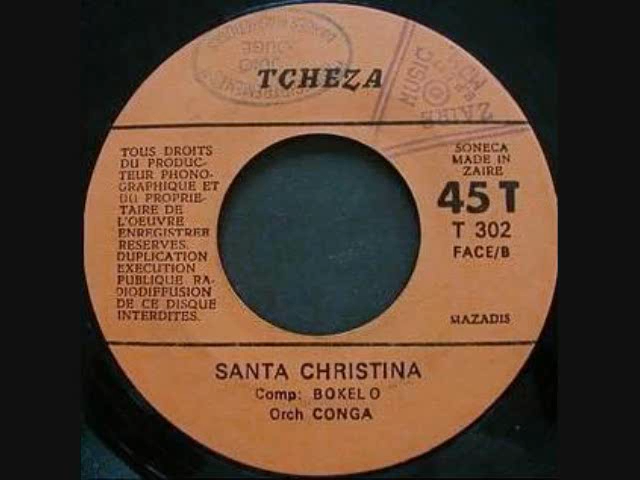 TCHEZA
TOUS DROITS
DU PRODUC-
TEUR PHONO-
GRAPHIQUE ET
DU PROPRIE-
TAIRE DE
L'OEUVRE
ENREGISTRER
RESERVES.
DUPLICATION
EXECUTION
PUBLIQUE RA-
DIODIFFUSION
DE CE DISQUE
INTERDITES.
SONECA
MADE IN
ZAIRE
45 T
T 302
FACE/B
MAZADIS
SANTA CHRISTINA
Comp: BOKELO
Orch CONGA
MUSIC
ZAIRE